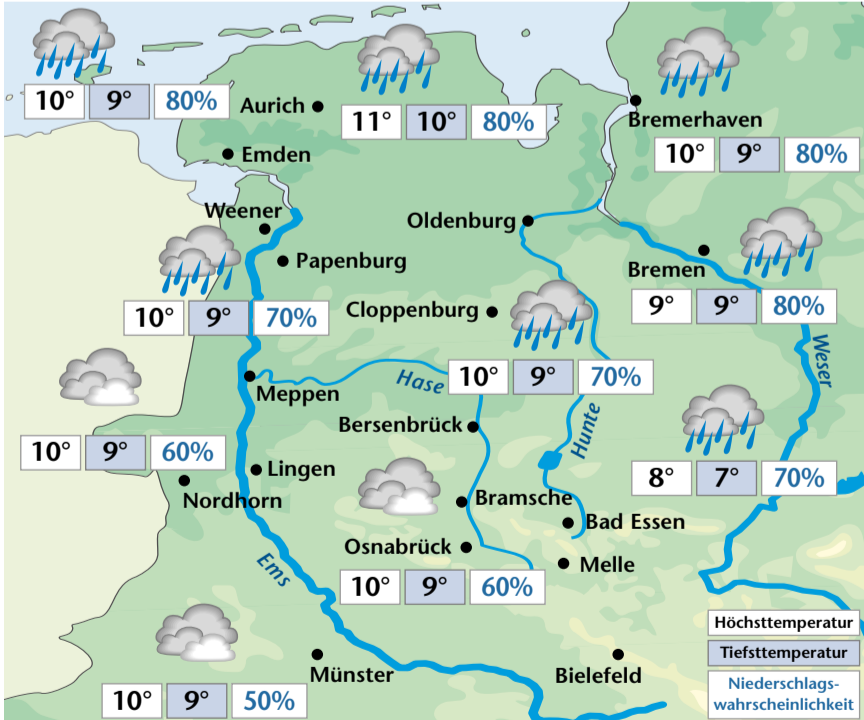 10° 9° 80%
Aurich
11° 10° 80%
Bremerhaven
10° 9° 80%
Emden
Weener
Oldenburg
Papenburg
Bremen
10° 9° 70%
Cloppenburg
9° 9° 80%
Weser
Meppen
Hase
10° 9° 70%
Bersenbrück
Hunte
10° 9° 60%
Lingen
Nordhorn
8° 7° 70%
Bramsche
Bad Essen
Osnabrück
Melle
Ems
10° 9° 60%
Münster
Bielefeld
10° 9° 50%
Höchsttemperatur
Tiefsttemperatur
Niederschlags-
wahrscheinlichkeit